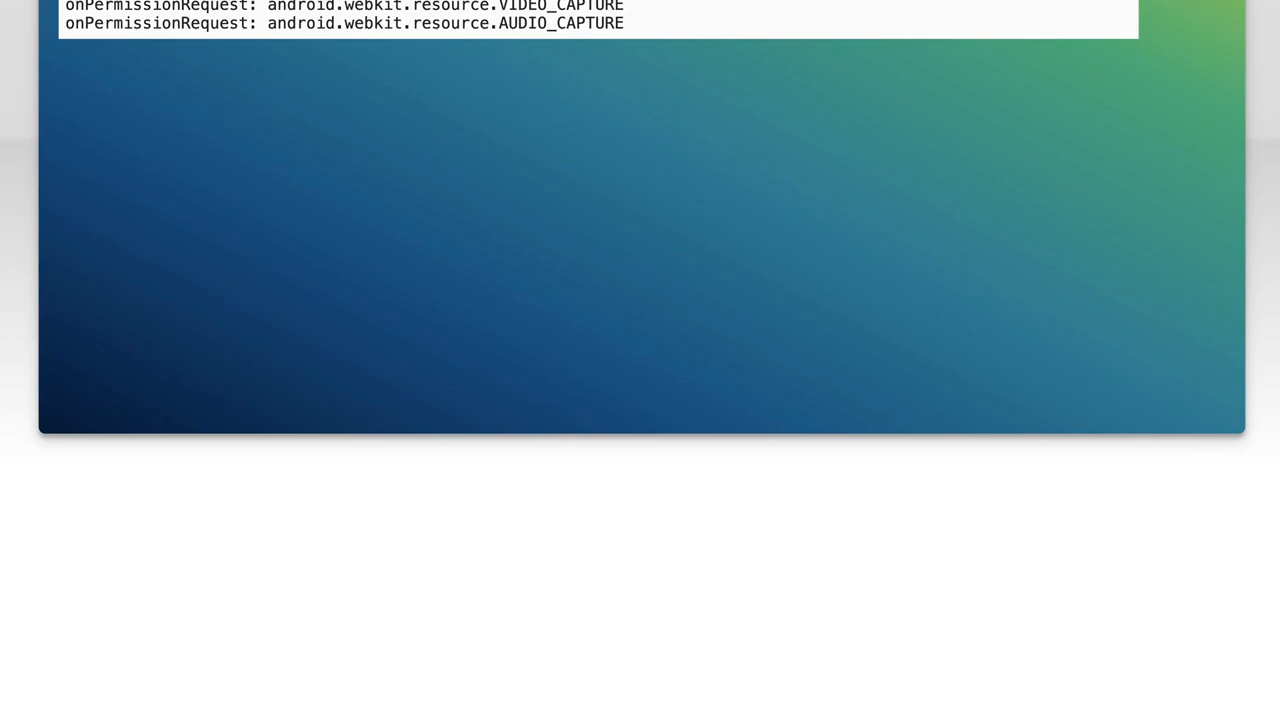 onPermissionRequest: android.webkit.resource.VIDEO_CAPTURE
onPermissionRequest: android.webkit.resource.AUDIO_CAPTURE